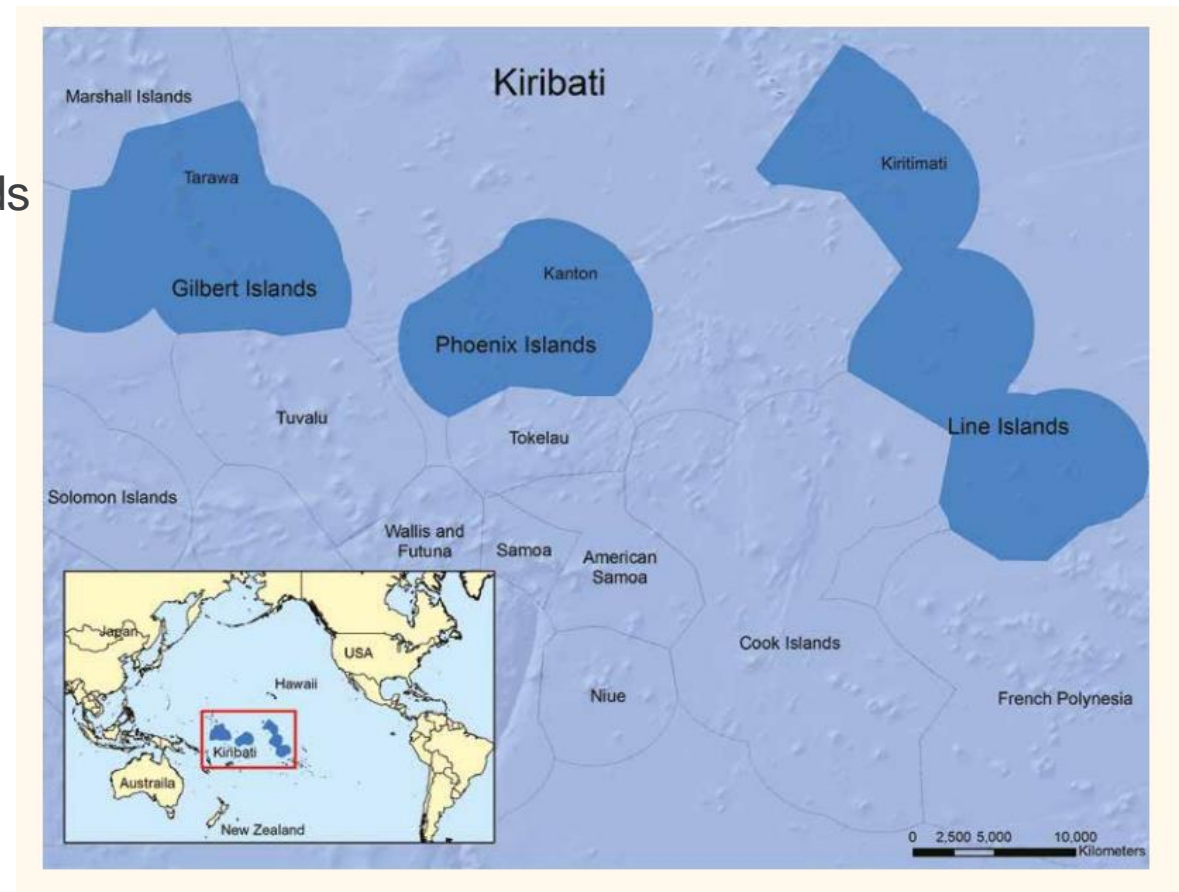 Kiribati
Marshall Islands
Tarawa
Kiritimati
ls
Gilbert Islands
Kanton
Phoenix Islands
Tuvalu
Line Islands
Tokelau
Solomon Islands
Wallis and
Futuna
Samoa
American
Samoa
Cook Islands
Niue
French Polynesia
Japan
USA
Hawaii
Kiribati
Austraila
New Zealand
0 2,500 5,000 10,000
Kilometers